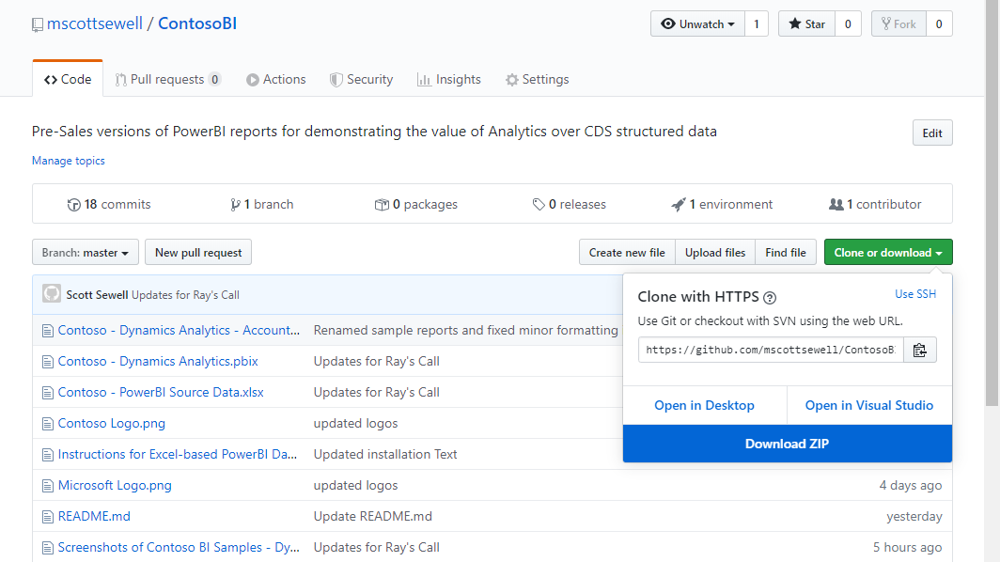 mscottsewell / ContosoBI
Unwatch 1 Star 0 Fork 0
Code Pull requests 0 Actions Security Insights Settings
Pre-Sales versions of PowerBI reports for demonstrating the value of Analytics over CDS structured data
Edit
Manage topics
18 commits 1 branch 0 packages 0 releases 1 environment 1 contributor
Branch: master New pull request Create new file Upload files Find file Clone or download
Scott Sewell Updates for Ray's Call
Contoso - Dynamics Analytics - Account... Renamed sample reports and fixed minor formatting
Contoso - Dynamics Analytics.pbix Updates for Ray's Call
Contoso - PowerBI Source Data.xlsx Updates for Ray's Call
Contoso Logo.png updated logos
Instructions for Excel-based PowerBI Da... Updated installation Text
Microsoft Logo.png updated logos 4 days ago
README.md Update README.md yesterday
Screenshots of Contoso BI Samples - Dy... Updates for Ray's Call 5 hours ago
Clone with HTTPS ? Use SSH
Use Git or checkout with SVN using the web URL.
https://github.com/mscottsewell/ContosoB
Open in Desktop Open in Visual Studio
Download ZIP